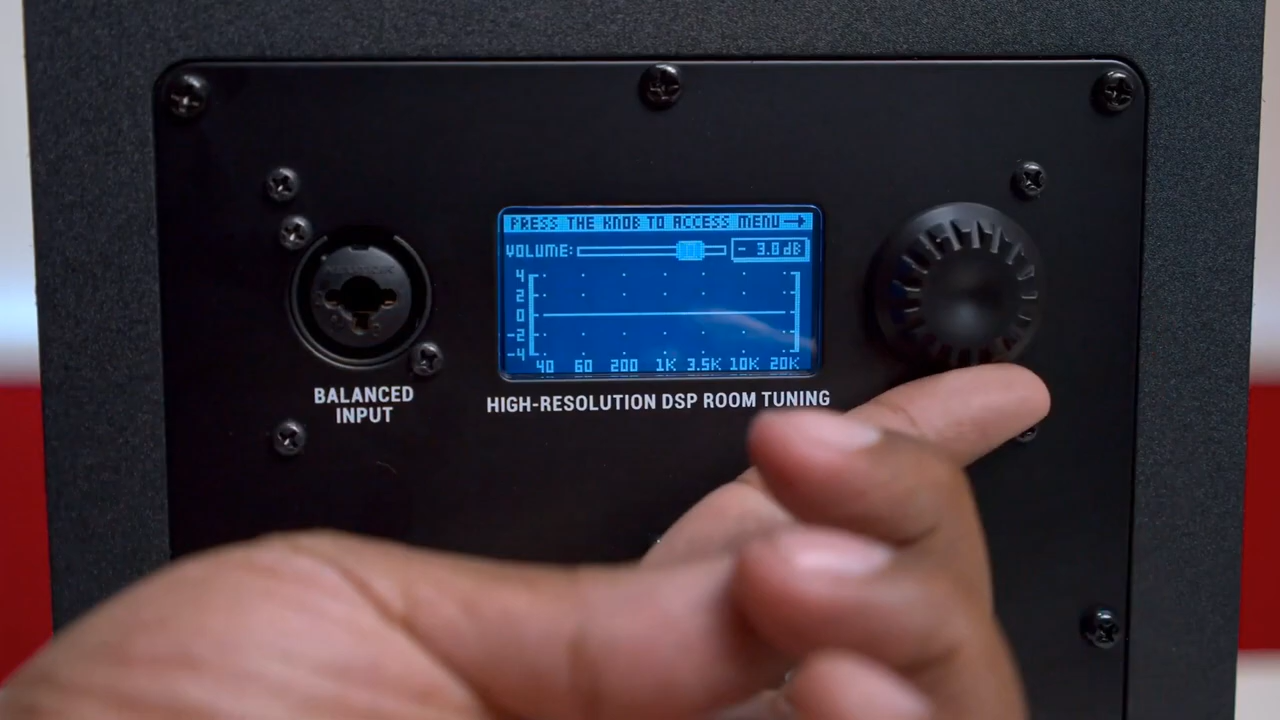 PRESS THE KNOB TO ACCESS MENU
VOLUME: - 3.0 dB
4
2
0
-2
-4
40 60 200 1K 3.5K 10K 20K
BALANCED
INPUT
HIGH-RESOLUTION DSP ROOM TUNING